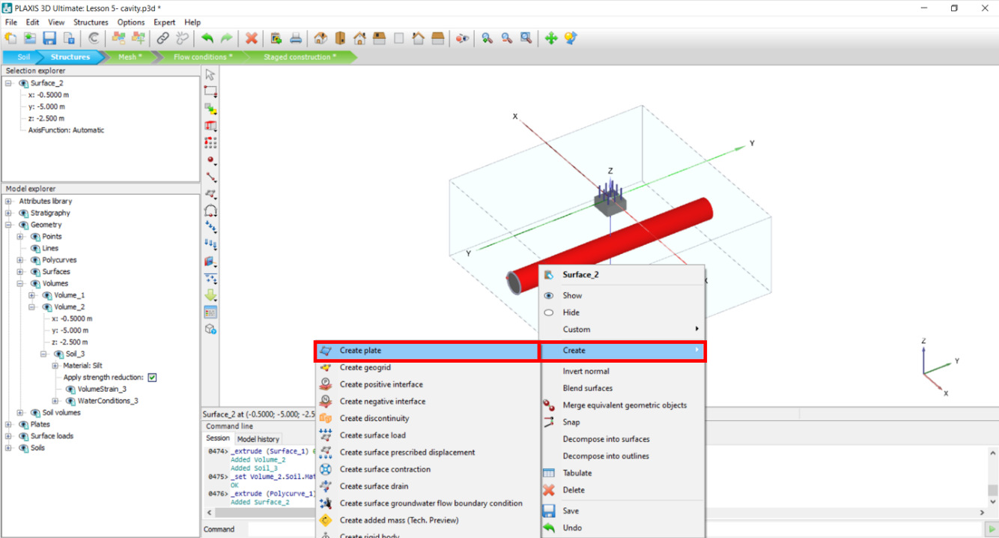 PLAXIS 3D Ultimate: Lesson 5- cavity.p3d *
File Edit View Structures Options Expert Help
Soil Structures Mesh * Flow conditions * Staged construction *
Selection explorer
Surface_2
x: -0.5000 m
y: -5.000 m
z: -2.500 m
AxisFunction: Automatic
Model explorer
Attributes library
Stratigraphy
Geometry
Points
Lines
Polycurves
Surfaces
Volumes
Volume_1
Volume_2
x: -0.5000 m
y: -5.000 m
z: -2.500 m
Soil_3
Material: Silt
Apply strength reduction:
VolumeStrain_3
WaterConditions_3
Soil volumes
Plates
Surface loads
Soils
X
Y
Z
Y
X
Z
Y
X
Surface_2
Show
Hide
Custom
Create
Invert normal
Blend surfaces
Merge equivalent geometric objects
Snap
Decompose into surfaces
Decompose into outlines
Tabulate
Delete
Save
Undo
Create plate
Create geogrid
Create positive interface
Create negative interface
Create discontinuity
Create surface load
Create surface prescribed displacement
Create surface contraction
Create surface drain
Create surface groundwater flow boundary condition
Create added mass (Tech. Preview)
Create rigid body
Surface_2 at (-0.5000; -5.000; -2.5
Command line
Session Model history
0474> _extrude (Surface_1)
Added Volume_2
Added Soil_3
0475> _set Volume_2.Soil.Mat
OK
0476> _extrude (Polycurve_1)
Added Surface_2
Command